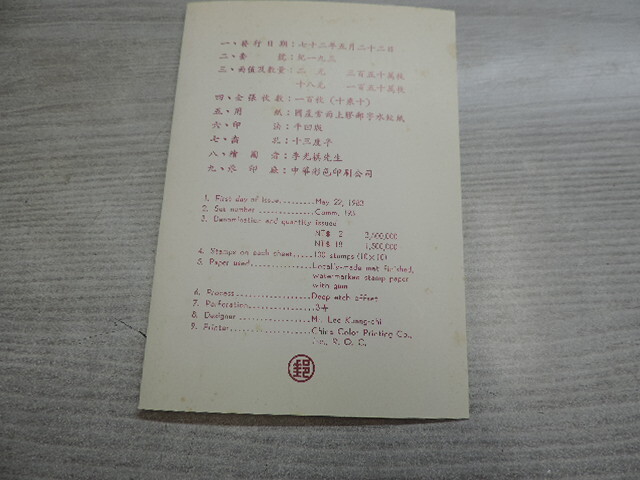 一、發行日期：七十二年五月二十二日
二、套號：紀一九三
三、面值及數量：二元 三百五十萬枚
十八元 一百五十萬枚
四、全張枚數：一百枚（十乘十）
五、用紙：國產雷面上膠郵字水紋紙
六、印法：平凹版
七、齒孔：十三度半
八、繪圖者：李光棋先生
九、承印廠：中華彩色印刷公司
1. First day of issue.........May 22, 1983
2. Set number..............Comm. 193
3. Denomination and quantity issued
NT$ 2 3,500,000
NT$ 18 1,500,000
4. Stamps on each sheet.....100 stamps (10×10)
5. Paper used...............Locally-made mat finished,
watermarked stamp paper
with gum
6. Process..................Deep etch offset
7. Perforation..............13½
8. Designer.................Mr. Lee Kuang-chi
9. Printer..................China Color Printing Co.,
Inc., R. O. C.
郵